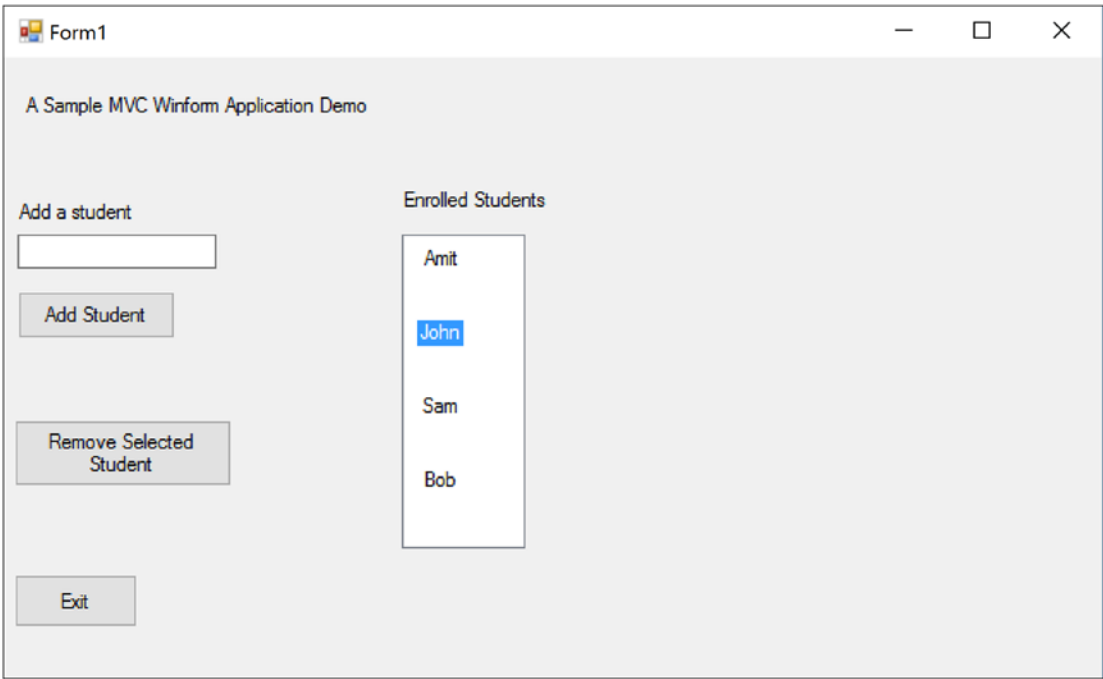 Form1
A Sample MVC Winform Application Demo
Add a student
Add Student
Remove Selected
Student
Exit
Enrolled Students
Amit
John
Sam
Bob